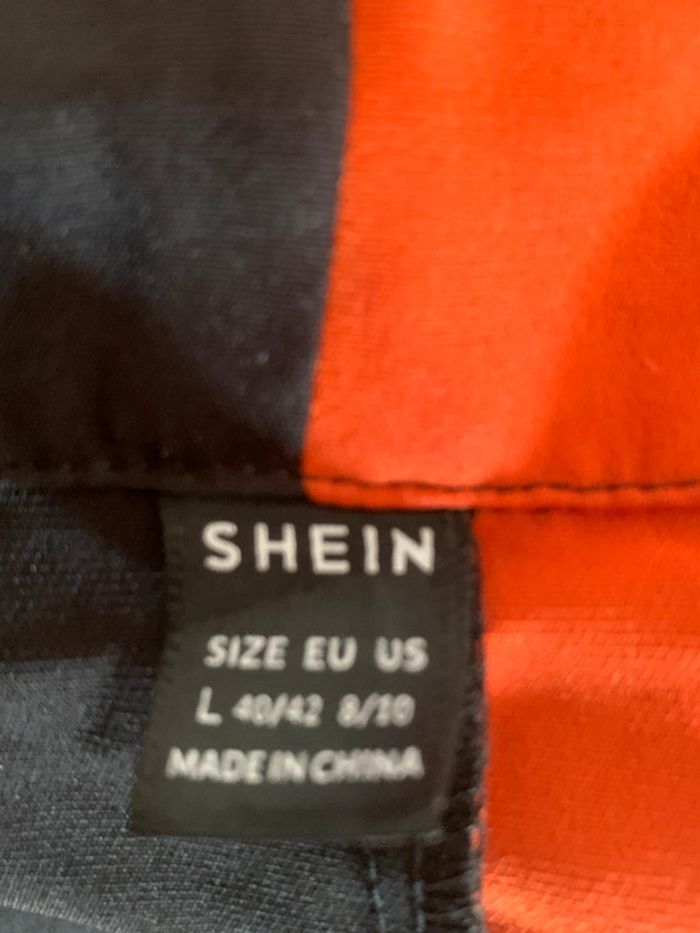 SHEIN
SIZE EU US
L 40/42 8/10
MADE IN CHINA